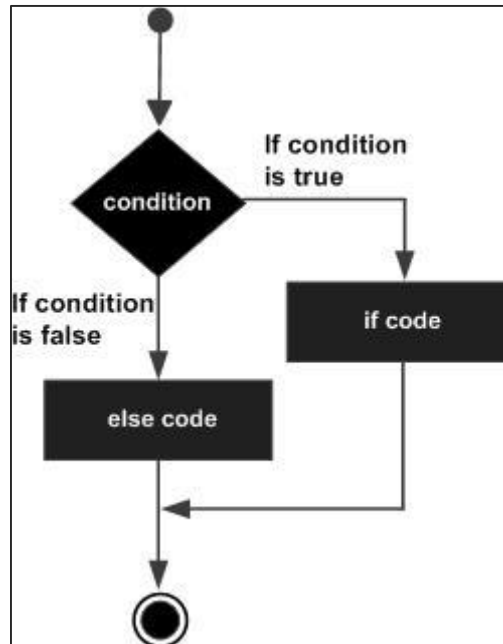 If condition
is true
condition
If condition
is false
if code
else code